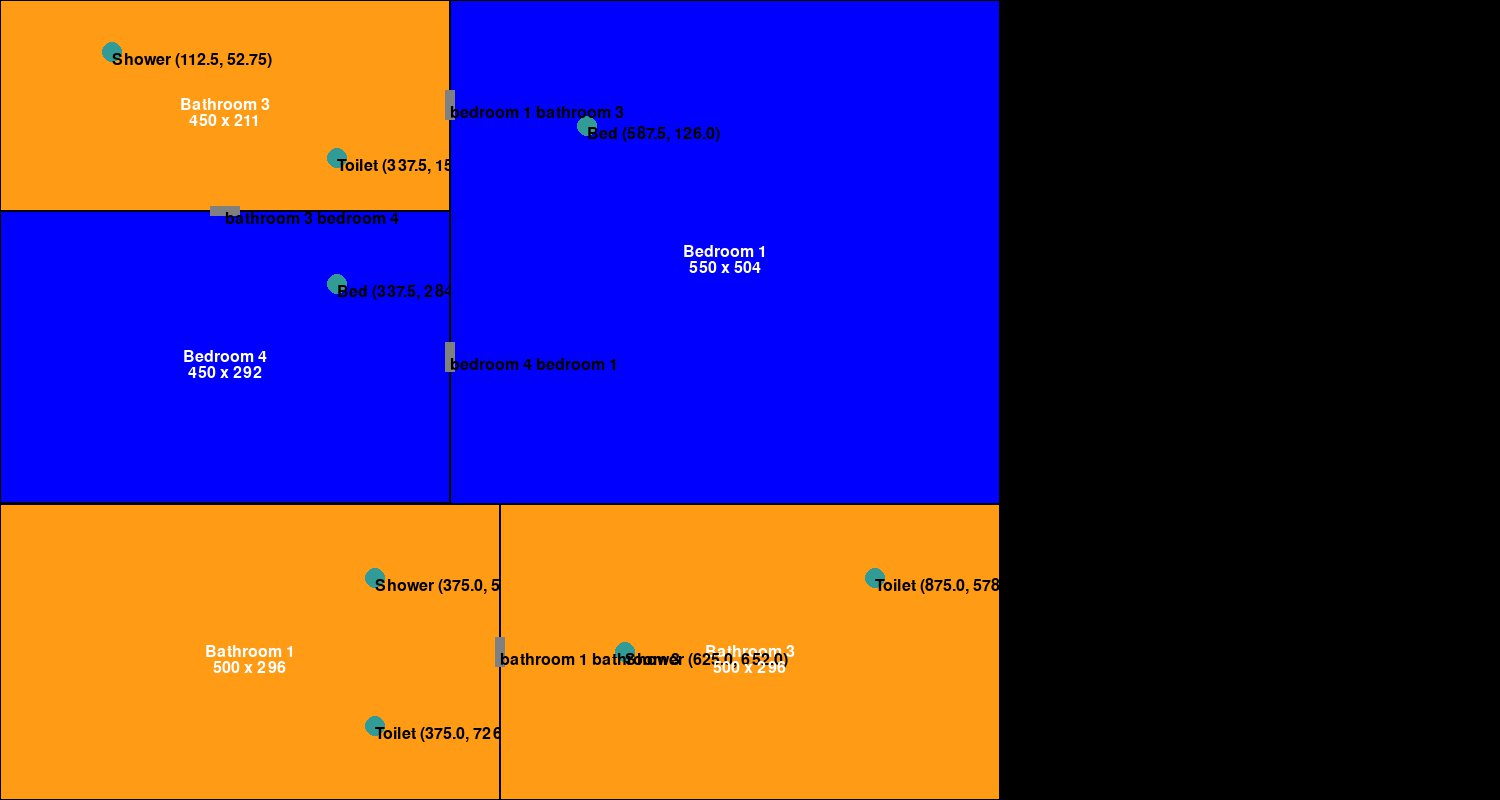 Shower (112.5, 52.75)
Bathroom 3
450 x 211
bedroom 1 bathroom 3
Bed (587.5, 126.0)
Toilet (337.5, 15
bathroom 3 bedroom 4
Bedroom 1
550 x 504
Bed (337.5, 284
Bedroom 4
450 x 292
bedroom 4 bedroom 1
Shower (375.0, 5
Toilet (875.0, 578
Bathroom 1
500 x 296
bathroom 1 bathroom 3
Shower (625.0, 652.0)
Bathroom 3
500 x 296
Toilet (375.0, 726